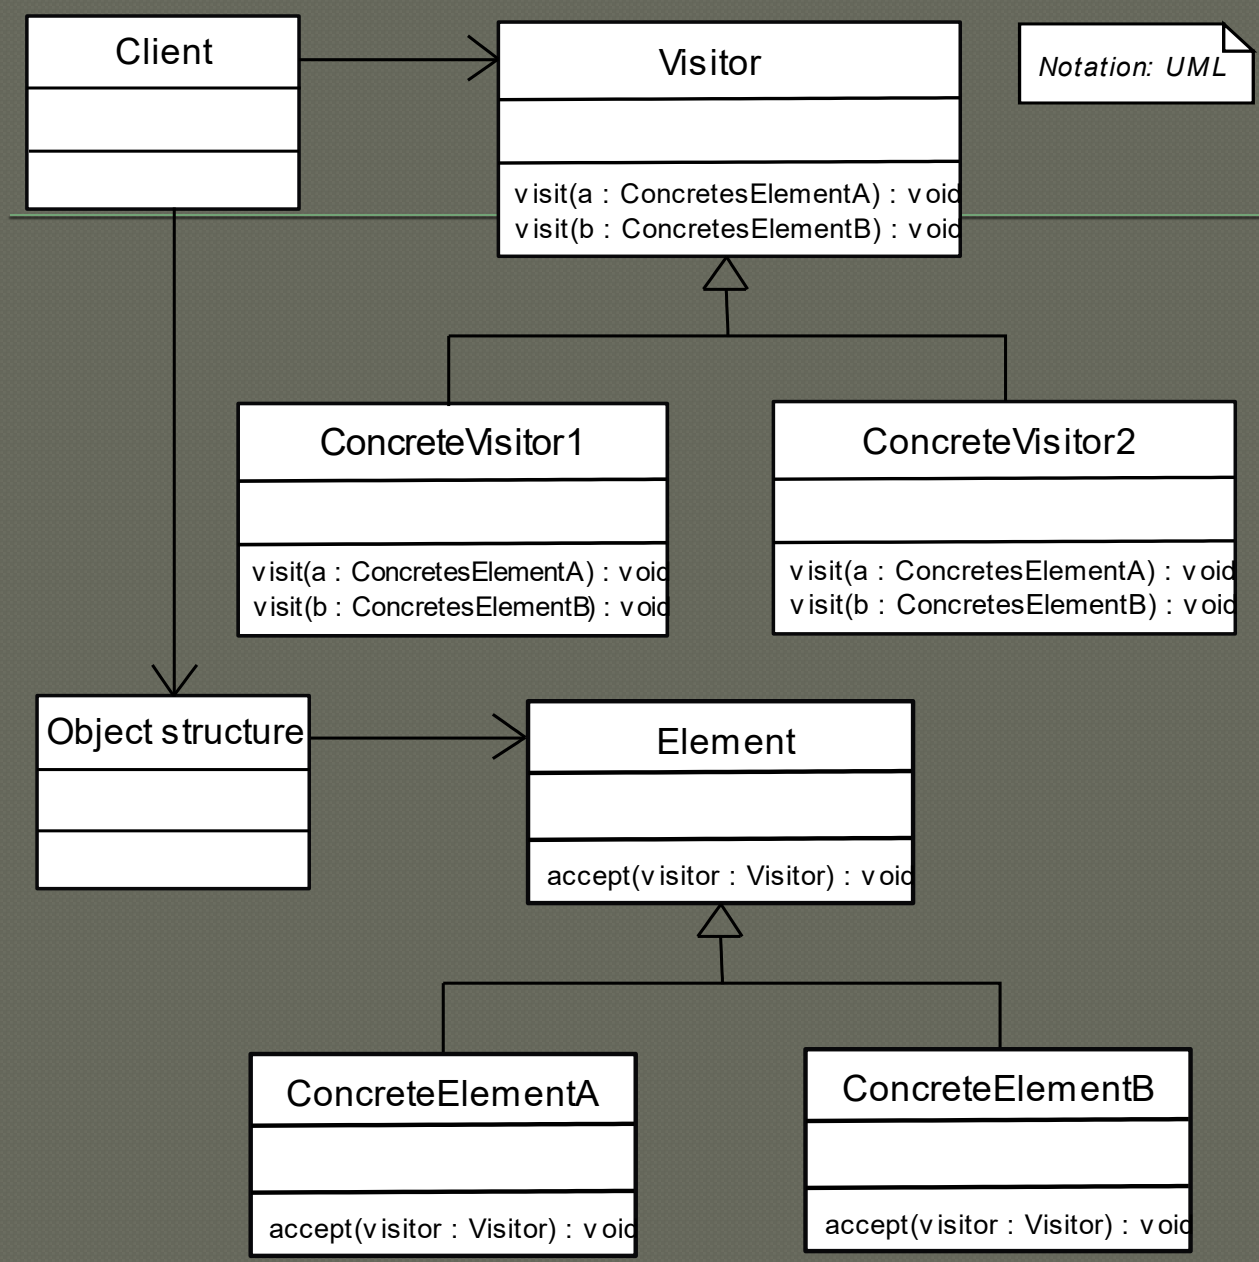 Client
Visitor
visit(a : ConcretesElementA) : void
visit(b : ConcretesElementB) : void
Notation: UML
ConcreteVisitor1
visit(a : ConcretesElementA) : void
visit(b : ConcretesElementB) : void
ConcreteVisitor2
visit(a : ConcretesElementA) : void
visit(b : ConcretesElementB) : void
Object structure
Element
accept(visitor : Visitor) : void
ConcreteElementA
accept(visitor : Visitor) : void
ConcreteElementB
accept(visitor : Visitor) : void